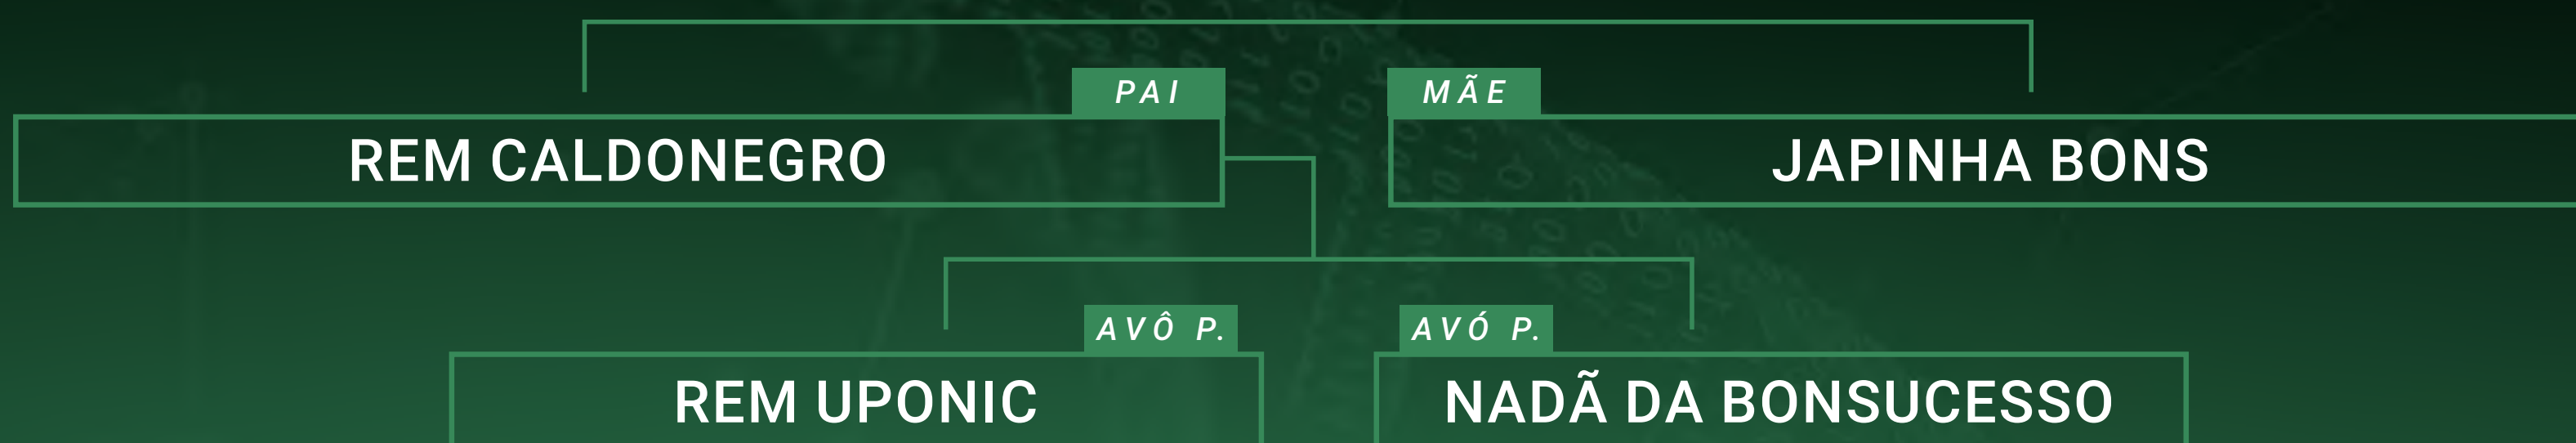 PAI
MÃE
REM CALDONEGRO
JAPINHA BONS
AVÔ P.
AVÓ P.
REM UPONIC
NADÃ DA BONSUCESSO